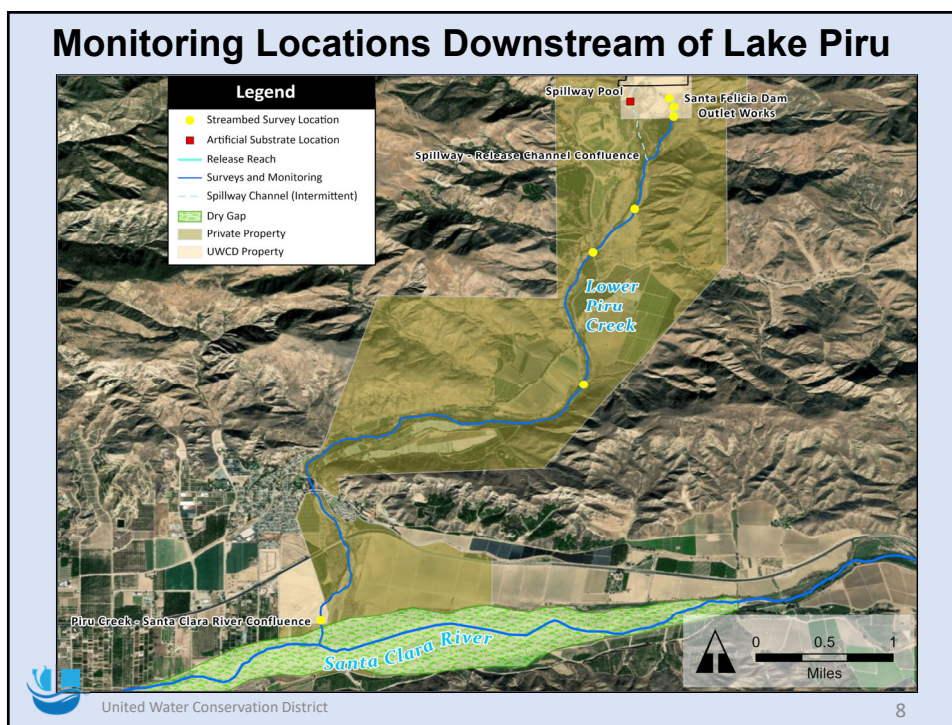 Monitoring Locations Downstream of Lake Piru
Legend
Streambed Survey Location
Artificial Substrate Location
Release Reach
Surveys and Monitoring
Spillway Channel (Intermittent)
Dry Gap
Private Property
UWCD Property
Spillway Pool
Santa Felicia Dam
Outlet Works
Spillway - Release Channel Confluence
Lower
Piru
Creek
Piru Creek - Santa Clara River Confluence
Santa Clara River
0 0.5 1
Miles
United Water Conservation District
8